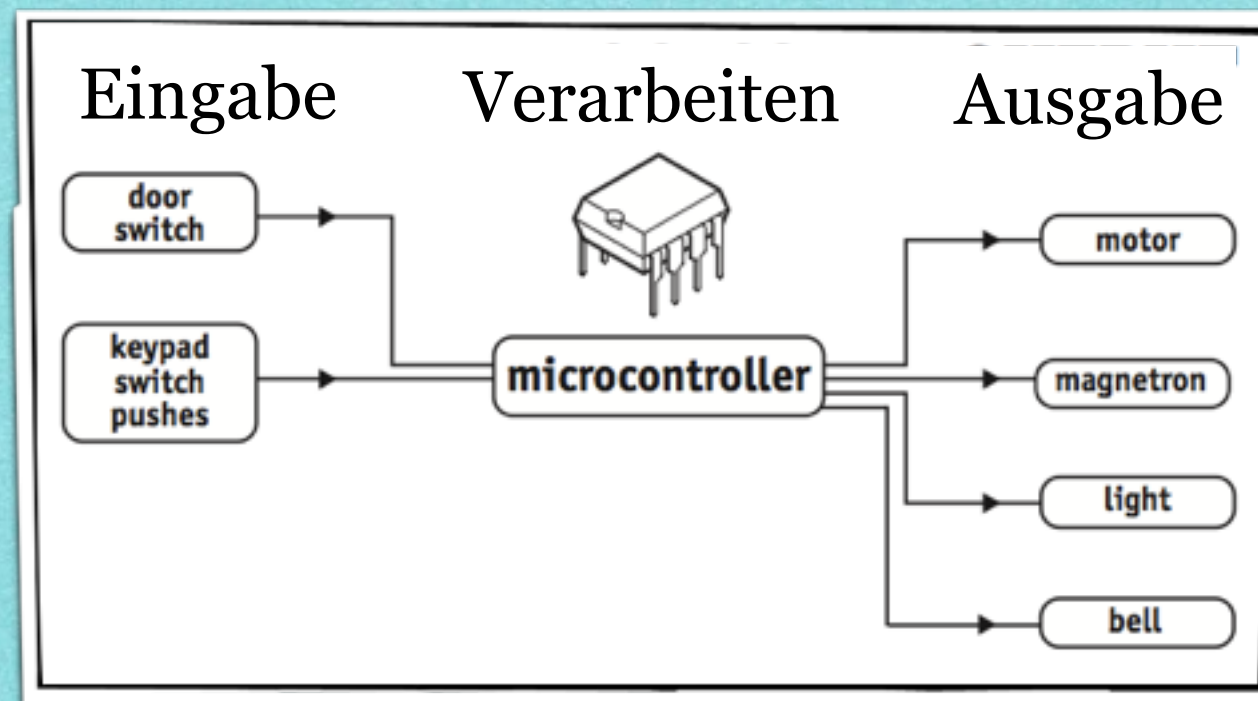 Eingabe
Verarbeiten
Ausgabe
door
switch
keypad
switch
pushes
microcontroller
motor
magnetron
light
bell